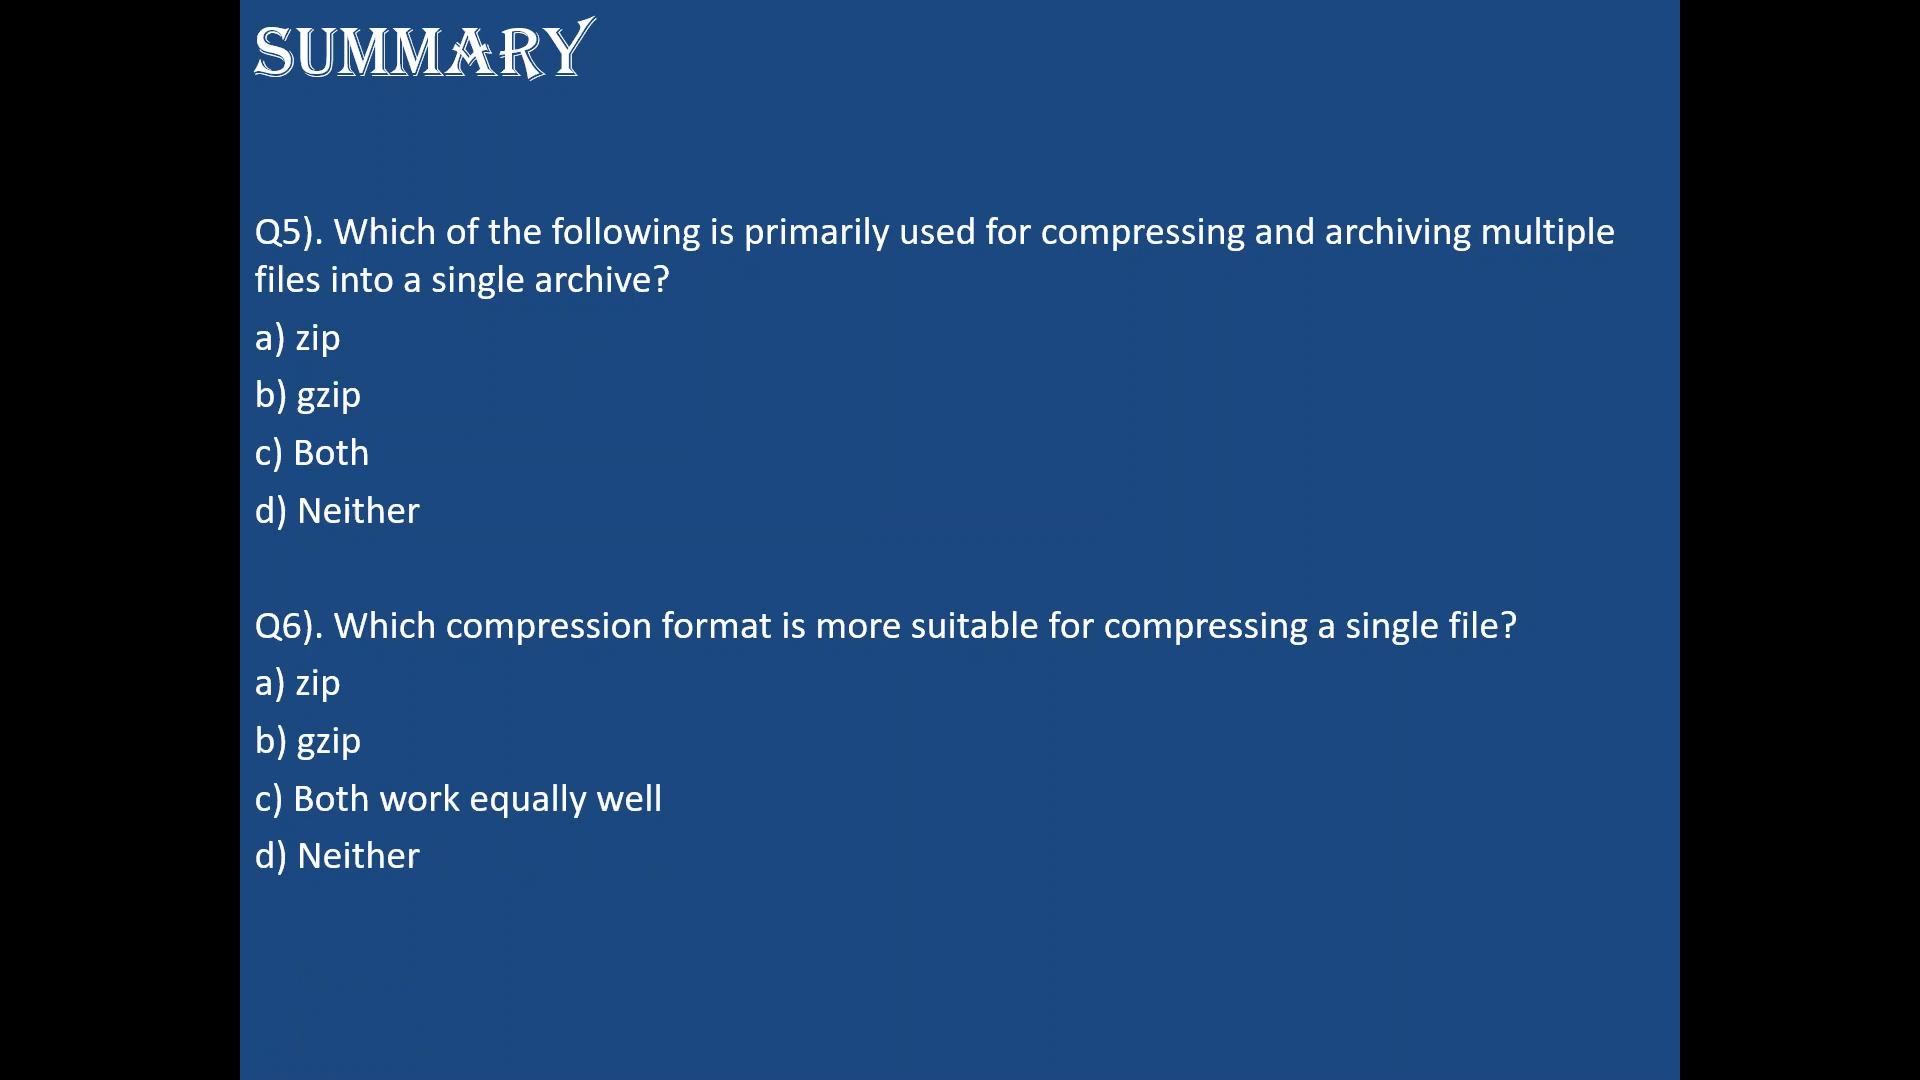 SUMMARY
Q5). Which of the following is primarily used for compressing and archiving multiple
files into a single archive?
a) zip
b) gzip
c) Both
d) Neither
Q6). Which compression format is more suitable for compressing a single file?
a) zip
b) gzip
c) Both work equally well
d) Neither